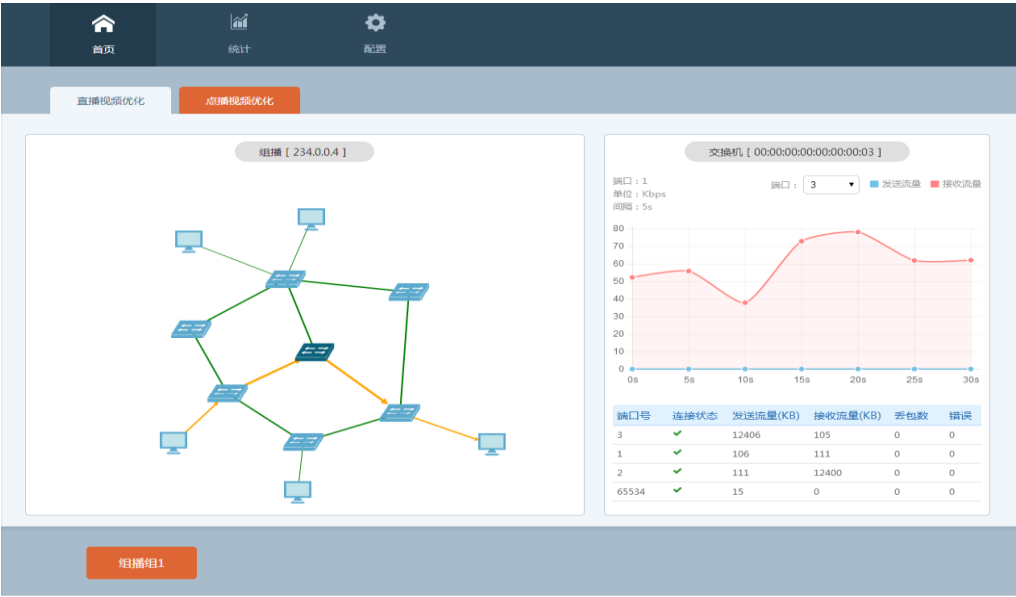 首页 统计 配置
直播视频优化 点播视频优化
组播 [ 234.0.0.4 ]
交换机 [ 00:00:00:00:00:00:00:03 ]
端口：1
单位：Kbps
间隔：5s
端口： 3 发送流量 接收流量
80
70
60
50
40
30
20
10
0
0s 5s 10s 15s 20s 25s 30s
端口号 连接状态 发送流量(KB) 接收流量(KB) 丢包数 错误
3 12406 105 0 0
1 106 111 0 0
2 111 12400 0 0
65534 15 0 0 0
组播组1